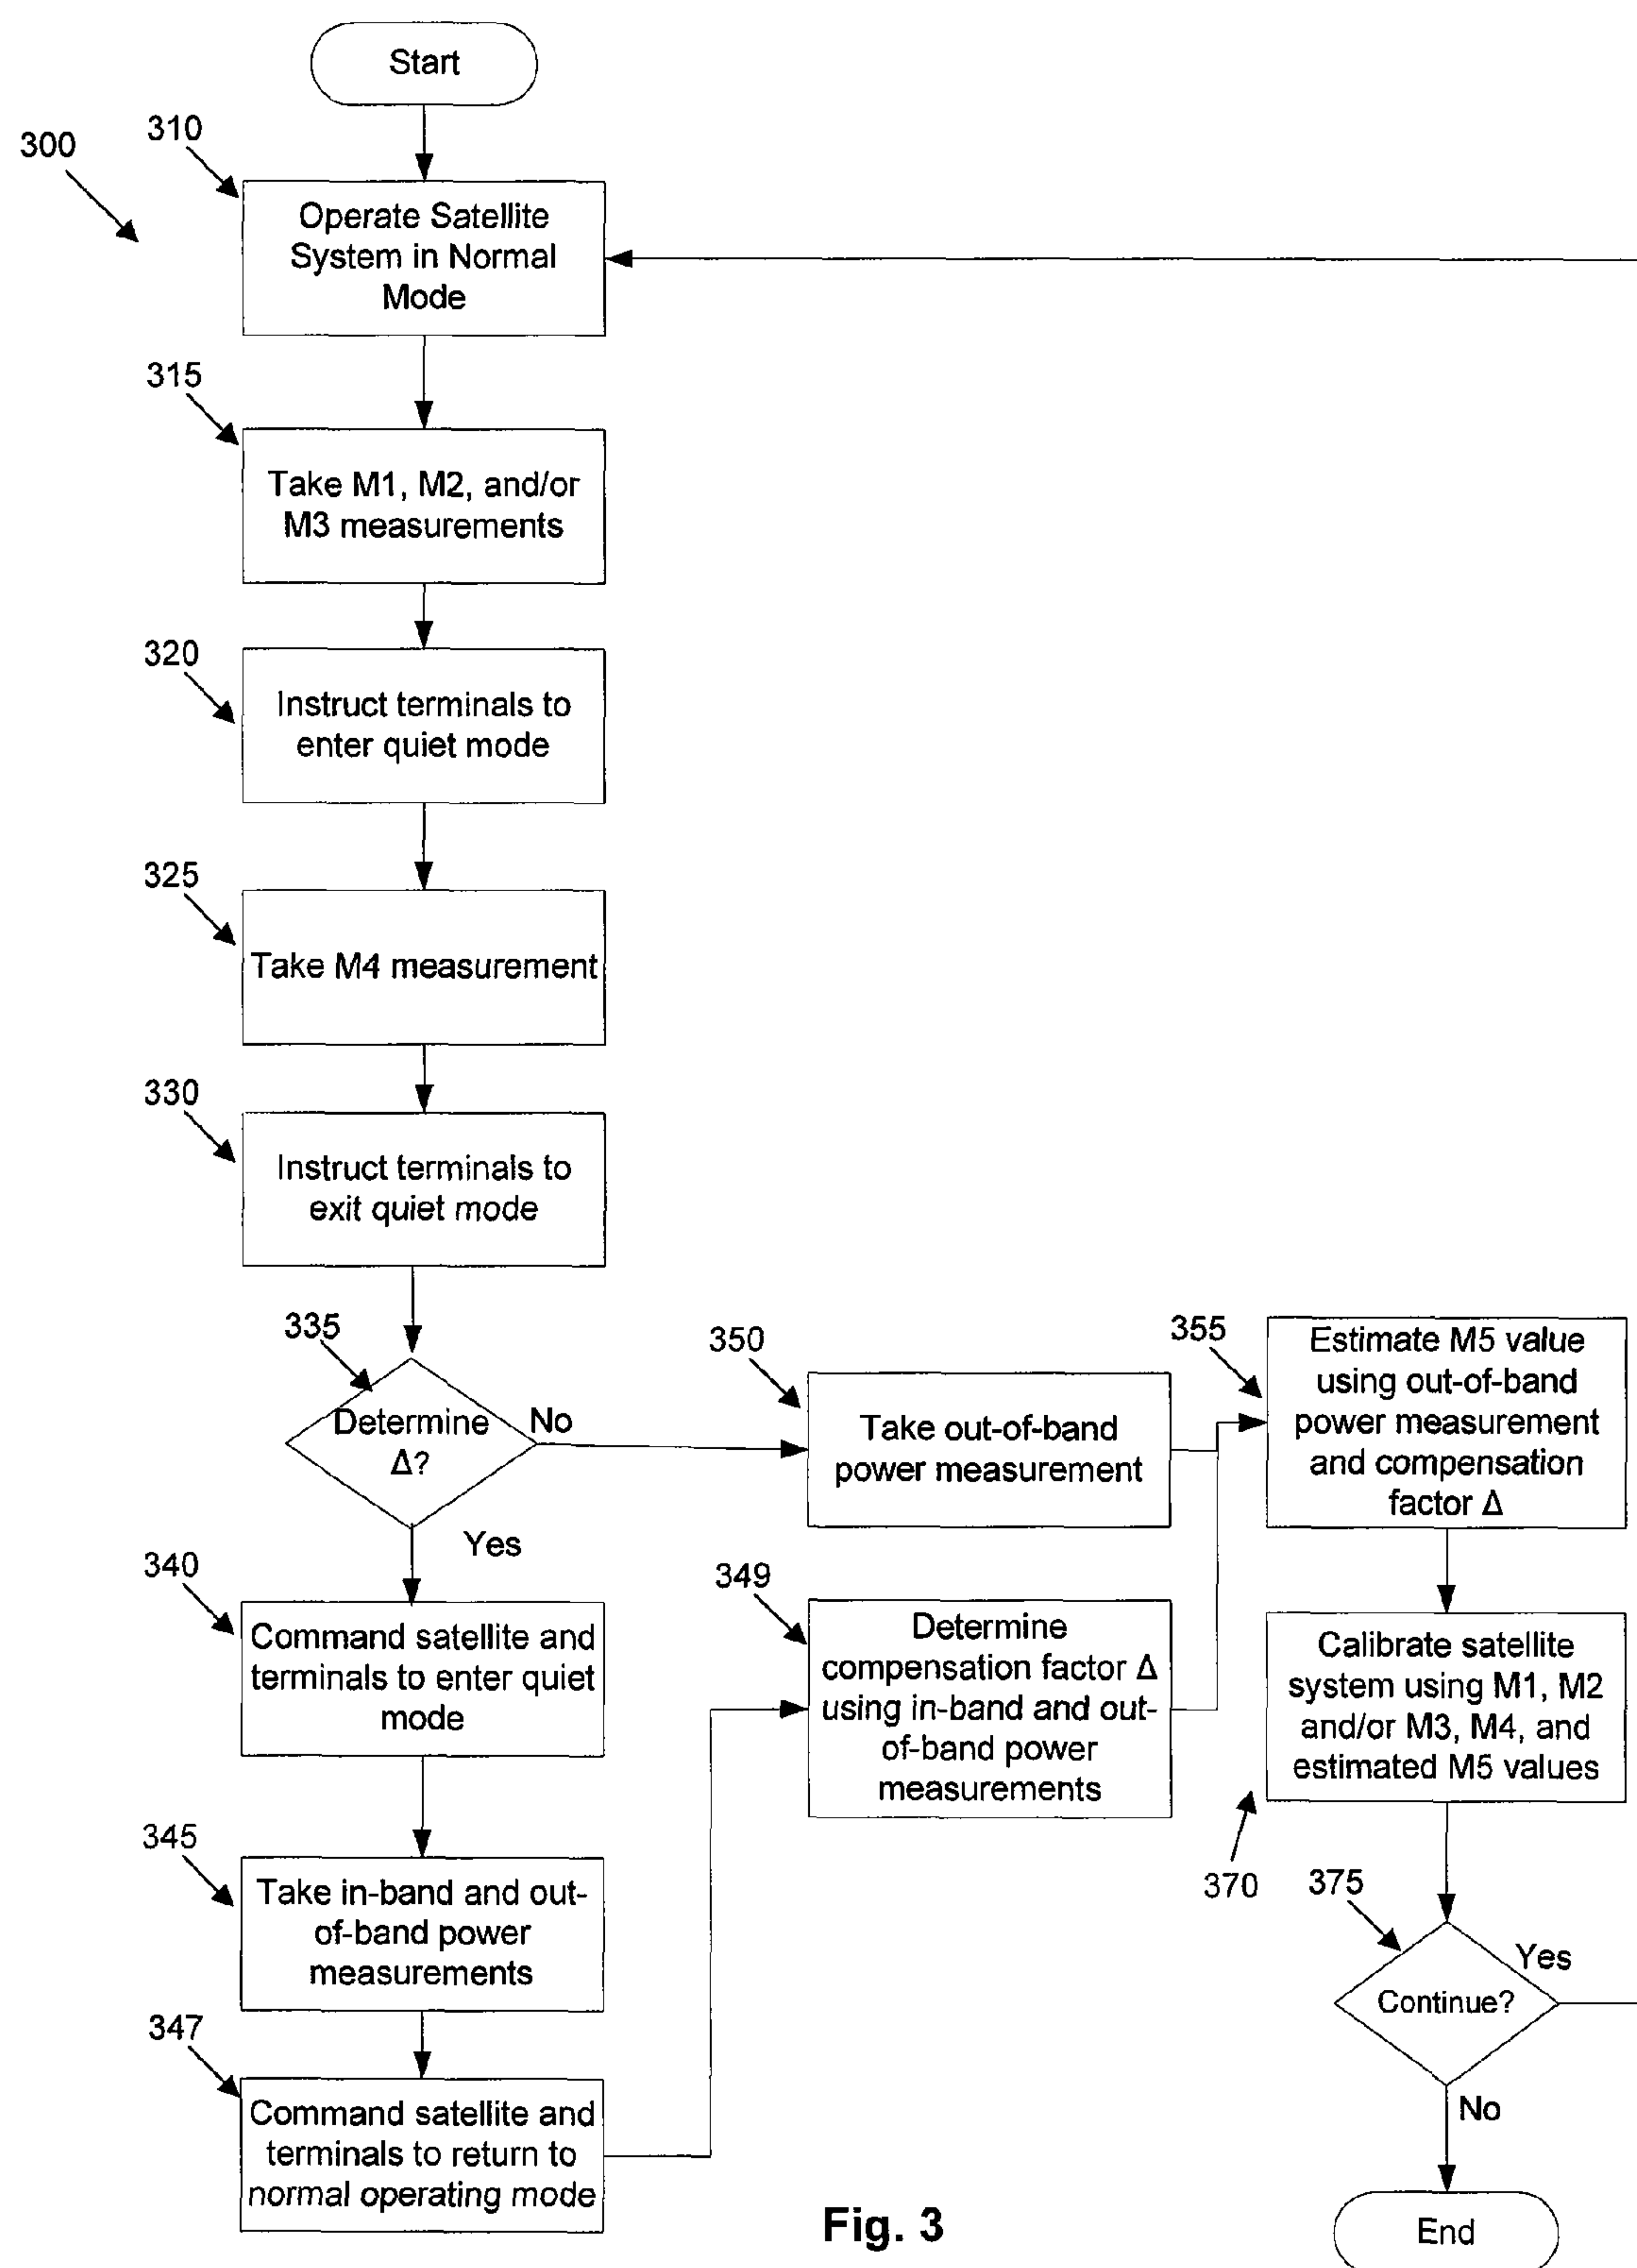 Start
300
310
Operate Satellite
System in Normal
Mode
315
Take M1, M2, and/or
M3 measurements
320
Instruct terminals to
enter quiet mode
325
Take M4 measurement
330
Instruct terminals to
exit quiet mode
335
Determine
Δ?
No
Yes
340
Command satellite and
terminals to enter quiet
mode
345
Take in-band and out-
of-band power
measurements
347
Command satellite and
terminals to return to
normal operating mode
350
Take out-of-band
power measurement
349
Determine
compensation factor Δ
using in-band and out-
of-band power
measurements
355
Estimate M5 value
using out-of-band
power measurement
and compensation
factor Δ
Calibrate satellite
system using M1, M2
and/or M3, M4, and
estimated M5 values
370
375
Continue?
Yes
No
End
Fig. 3